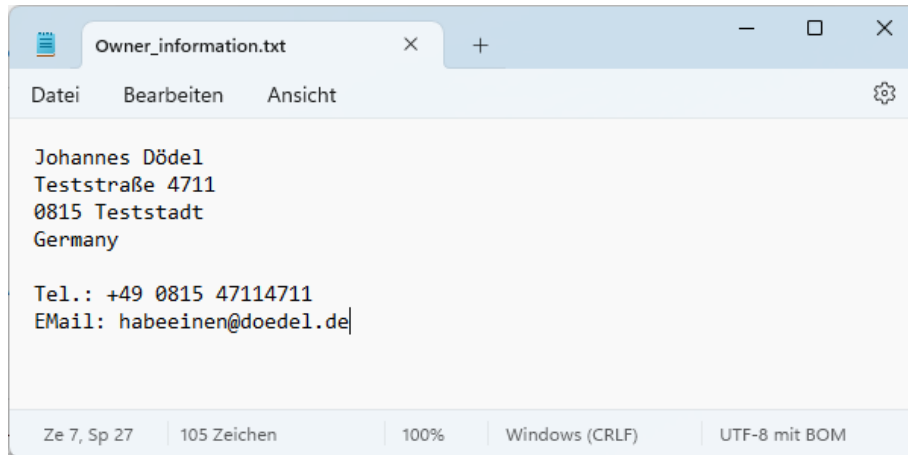 Owner_information.txt
Datei Bearbeiten Ansicht
Johannes Dödel
Teststraße 4711
0815 Teststadt
Germany
Tel.: +49 0815 47114711
EMail: habeeinen@doedel.de
Ze 7, Sp 27 105 Zeichen 100% Windows (CRLF) UTF-8 mit BOM